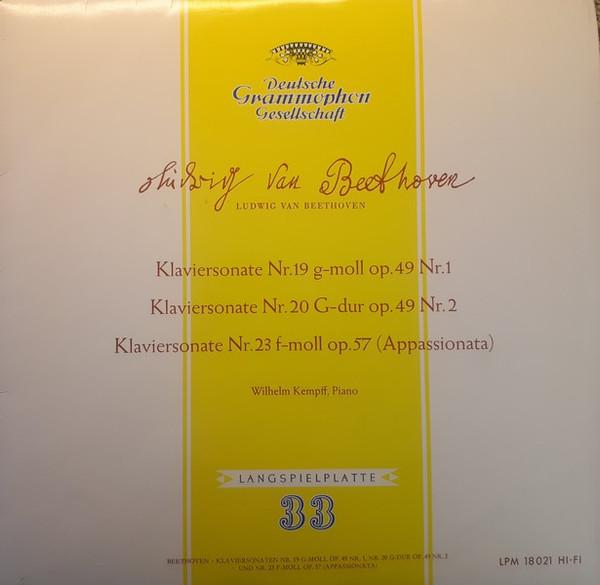 Deutsche
Grammophon
Gesellschaft
Ludwig van Beethoven
LUDWIG VAN BEETHOVEN
Klaviersonate Nr.19 g-moll op.49 Nr.1
Klaviersonate Nr.20 G-dur op.49 Nr.2
Klaviersonate Nr.23 f-moll op.57 (Appassionata)
Wilhelm Kempff, Piano
LANGSPIELPLATTE
33
BEETHOVEN · KLAVIERSONATEN NR. 19 G-MOLL OP. 49 NR. 1, NR. 20 G-DUR OP. 49 NR. 2
UND NR. 23 F-MOLL OP. 57 (APPASSIONATA)
LPM 18021 HI-FI